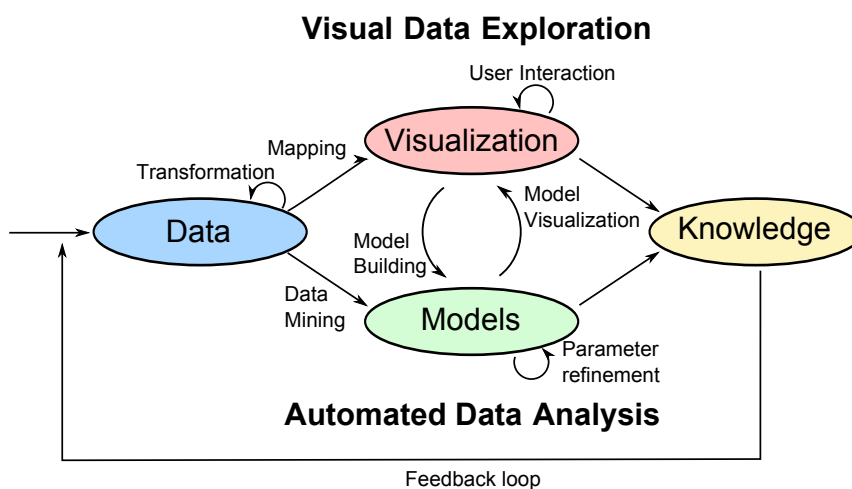 Visual Data Exploration
User Interaction
Visualization
Mapping
Transformation
Data
Model
Visualization
Knowledge
Model
Building
Data
Mining
Models
Parameter
refinement
Automated Data Analysis
Feedback loop